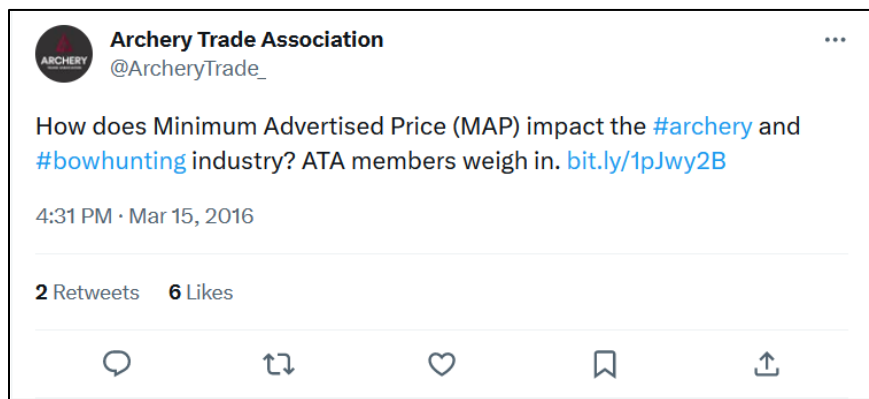 Archery Trade Association
@ArcheryTrade_
ARCHERY
How does Minimum Advertised Price (MAP) impact the #archery and
#bowhunting industry? ATA members weigh in. bit.ly/1pJwy2B
4:31 PM · Mar 15, 2016
2 Retweets 6 Likes